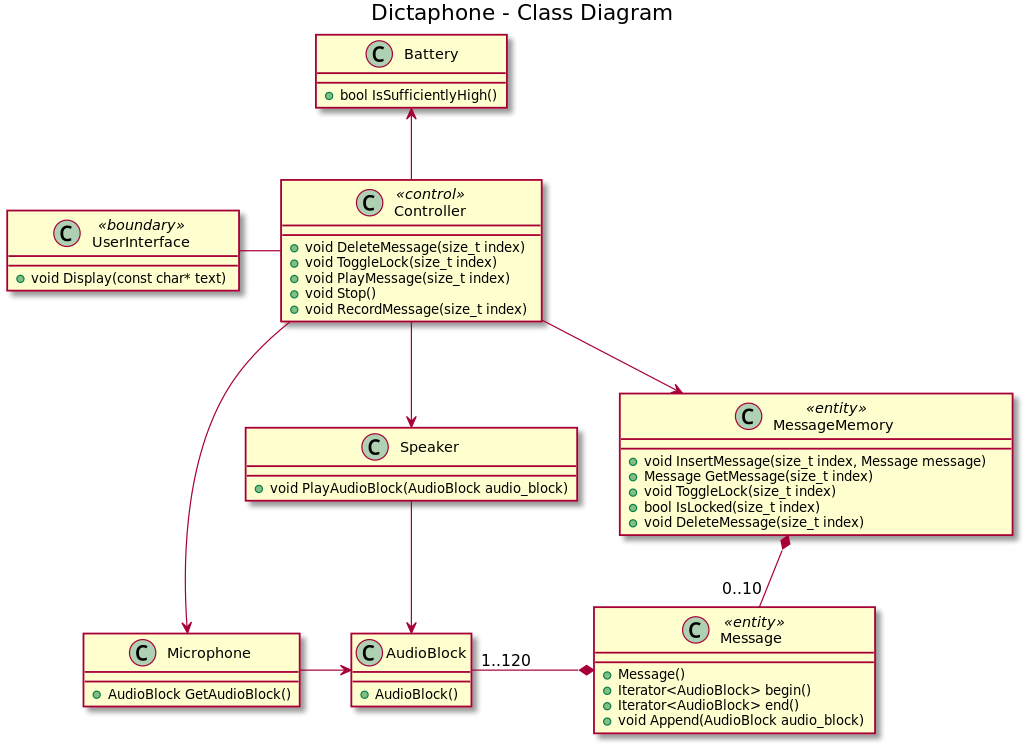 Dictaphone - Class Diagram
C Battery
bool IsSufficientlyHigh()
«control»
C Controller
void DeleteMessage(size_t index)
void ToggleLock(size_t index)
void PlayMessage(size_t index)
void Stop()
void RecordMessage(size_t index)
«boundary»
C UserInterface
void Display(const char* text)
C Speaker
void PlayAudioBlock(AudioBlock audio_block)
«entity»
C MessageMemory
void InsertMessage(size_t index, Message message)
Message GetMessage(size_t index)
void ToggleLock(size_t index)
bool IsLocked(size_t index)
void DeleteMessage(size_t index)
0..10
C Microphone
AudioBlock GetAudioBlock()
C AudioBlock
AudioBlock()
1..120
«entity»
C Message
Message()
Iterator<AudioBlock> begin()
Iterator<AudioBlock> end()
void Append(AudioBlock audio_block)